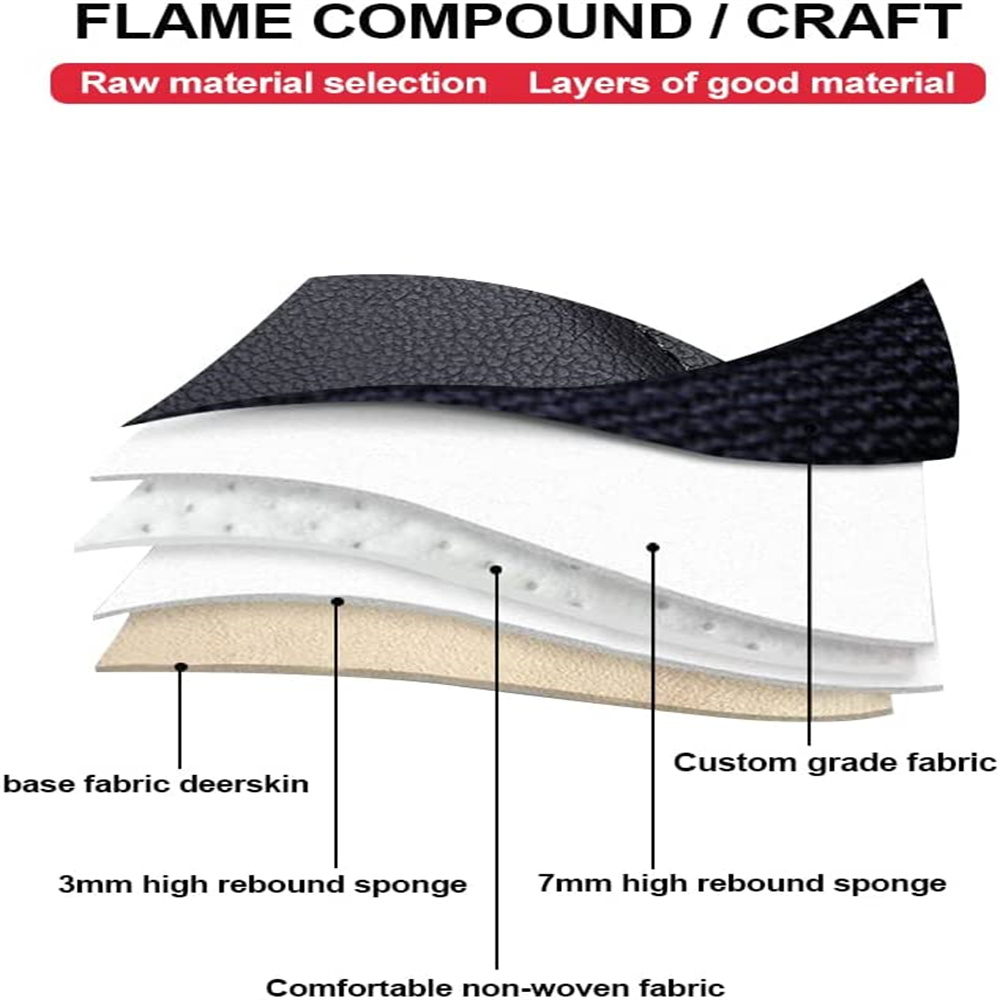 FLAME COMPOUND / CRAFT
Raw material selection Layers of good material
Custom grade fabric
base fabric deerskin
3mm high rebound sponge
7mm high rebound sponge
Comfortable non-woven fabric